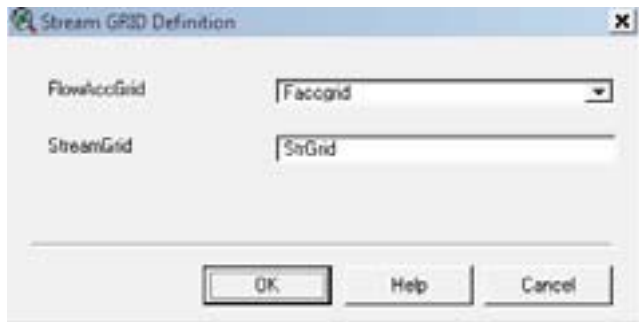 Stream GRID Definition
FlowAccGrid Faccgrid
StreamGrid StrGrid
OK Help Cancel